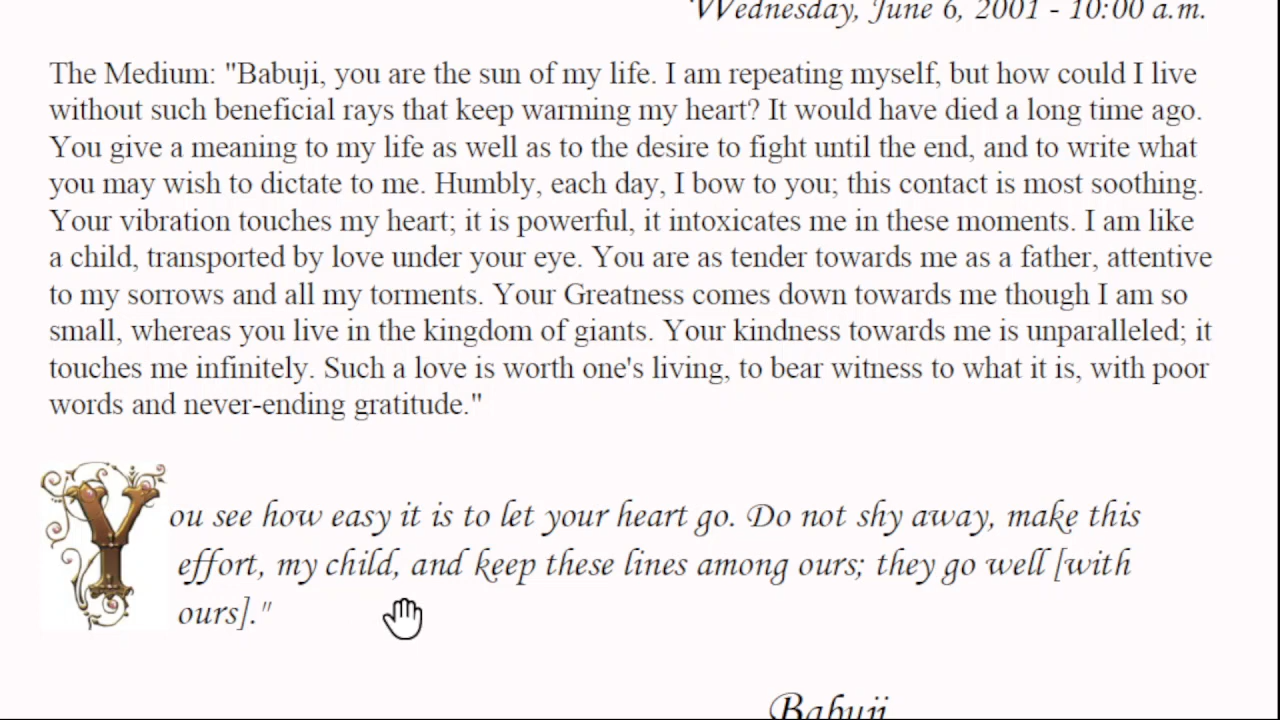 Wednesday, June 6, 2001 - 10:00 a.m.
The Medium: "Babuji, you are the sun of my life. I am repeating myself, but how could I live
without such beneficial rays that keep warming my heart? It would have died a long time ago.
You give a meaning to my life as well as to the desire to fight until the end, and to write what
you may wish to dictate to me. Humbly, each day, I bow to you; this contact is most soothing.
Your vibration touches my heart; it is powerful, it intoxicates me in these moments. I am like
a child, transported by love under your eye. You are as tender towards me as a father, attentive
to my sorrows and all my torments. Your Greatness comes down towards me though I am so
small, whereas you live in the kingdom of giants. Your kindness towards me is unparalleled; it
touches me infinitely. Such a love is worth one's living, to bear witness to what it is, with poor
words and never-ending gratitude."
You see how easy it is to let your heart go. Do not shy away, make this
effort, my child, and keep these lines among ours; they go well [with
ours]."
Babuji